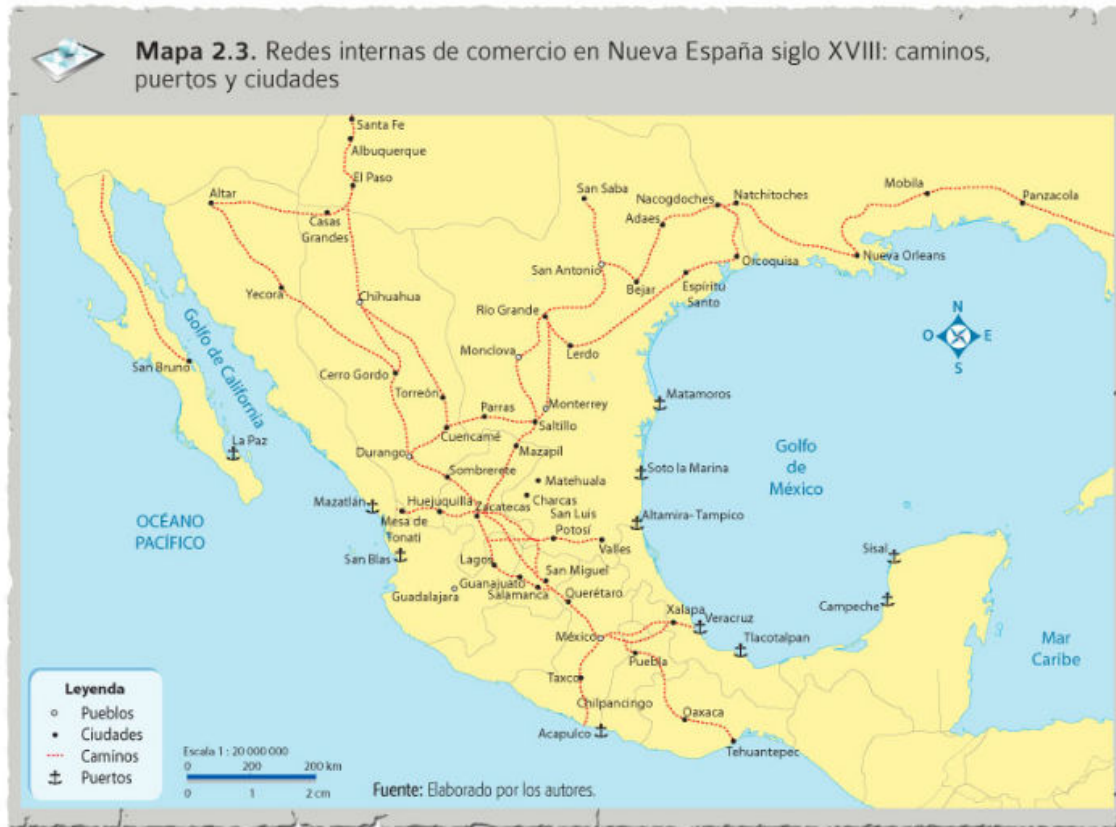 Mapa 2.3. Redes internas de comercio en Nueva España siglo XVIII: caminos,
puertos y ciudades
Santa Fe
Albuquerque
El Paso
Altar
Casas
Grandes
San Saba
Nacogdoches
Natchitoches
Adaes
Mobila
Panzacola
San Antonio
Bejar
Espíritu
Santo
Orcoquisa
Nueva Orleans
Yecora
Chihuahua
Río Grande
Monclova
Lerdo
N
O
E
S
Golfo de California
San Bruno
Cerro Gordo
Torreón
Parras
Monterrey
Matamoros
Cuencamé
Saltillo
La Paz
Durango
Mazapil
Sombrerete
Matehuala
Soto la Marina
Golfo
de
México
Mazatlán
Huejuquilla
Zacatecas
Charcas
Mesa de
Tonati
San Luis
Potosí
Altamira-Tampico
OCÉANO
PACÍFICO
San Blas
Valles
Lagos
San Miguel
Guanajuato
Salamanca
Guadalajara
Querétaro
Sisal
Campeche
Xalapa
Veracruz
México
Tlacotalpan
Puebla
Mar
Caribe
Taxco
Chilpancingo
Oaxaca
Acapulco
Tehuantepec
Leyenda
Pueblos
Ciudades
Caminos
Puertos
Escala 1 : 20 000 000
0 200 200 km
0 1 2 cm
Fuente: Elaborado por los autores.